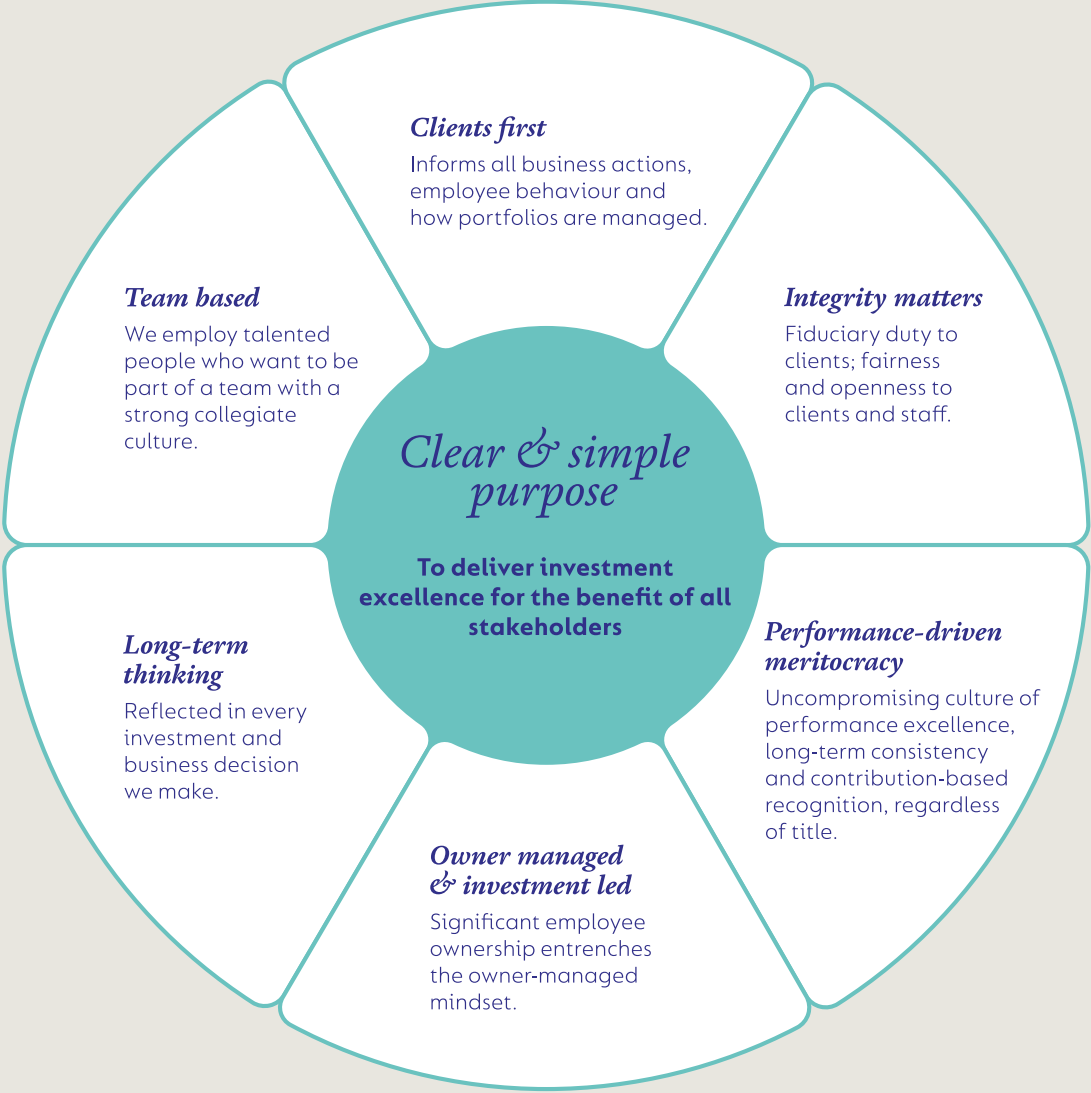 Clients first
Informs all business actions,
employee behaviour and
how portfolios are managed.
Integrity matters
Fiduciary duty to
clients; fairness
and openness to
clients and staff.
Performance-driven
meritocracy
Uncompromising culture of
performance excellence,
long-term consistency
and contribution-based
recognition, regardless
of title.
Owner managed
& investment led
Significant employee
ownership entrenches
the owner-managed
mindset.
Long-term
thinking
Reflected in every
investment and
business decision
we make.
Team based
We employ talented
people who want to be
part of a team with a
strong collegiate
culture.
Clear & simple
purpose
To deliver investment
excellence for the benefit of all
stakeholders